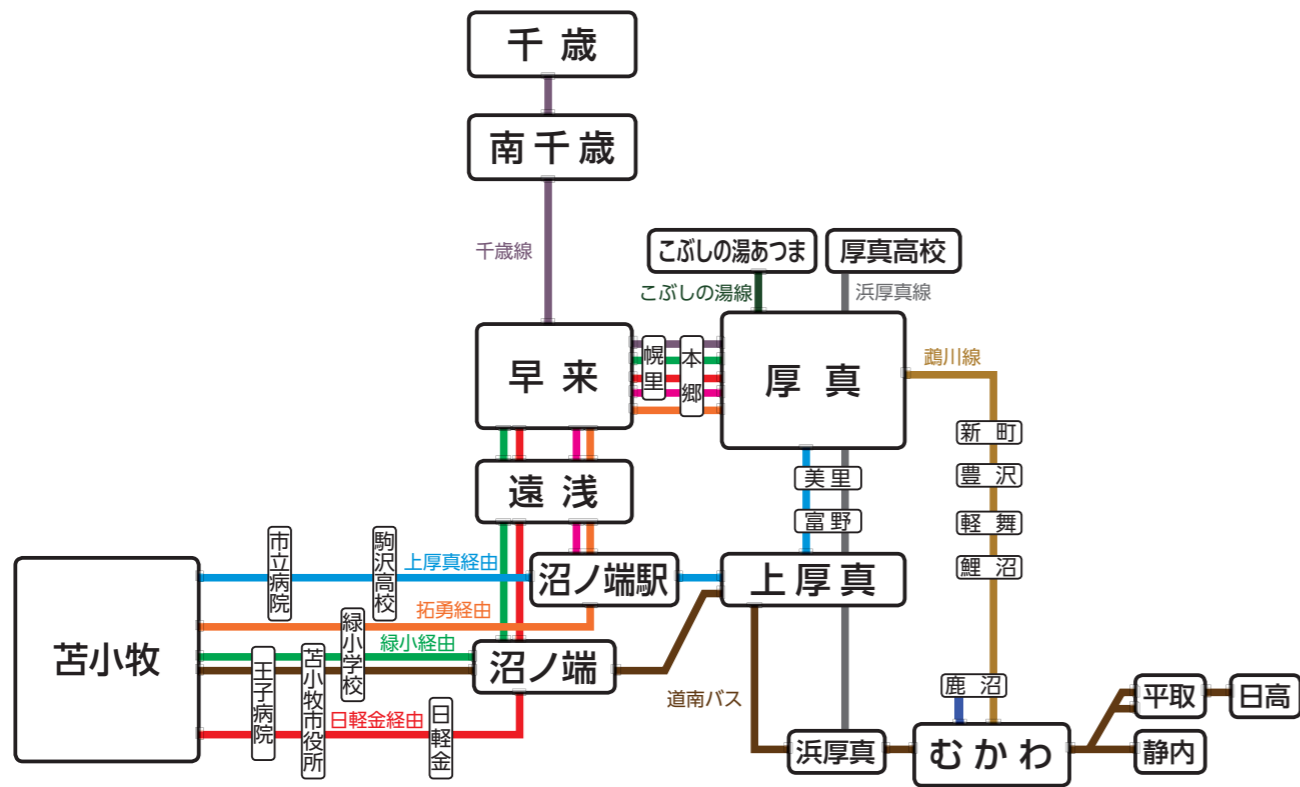 千歳
南千歳
千歳線
こぶしの湯あつま
厚真高校
こぶしの湯線
浜厚真線
早来
幌里
本郷
厚真
鵡川線
新町
豊沢
軽舞
鯉沼
美里
富野
遠浅
市立病院
駒沢高校
上厚真経由
沼ノ端駅
上厚真
拓勇経由
緑小学校
緑小経由
苫小牧
王子病院
苫小牧市役所
沼ノ端
日軽金経由
日軽金
道南バス
鹿沼
浜厚真
むかわ
平取
日高
静内